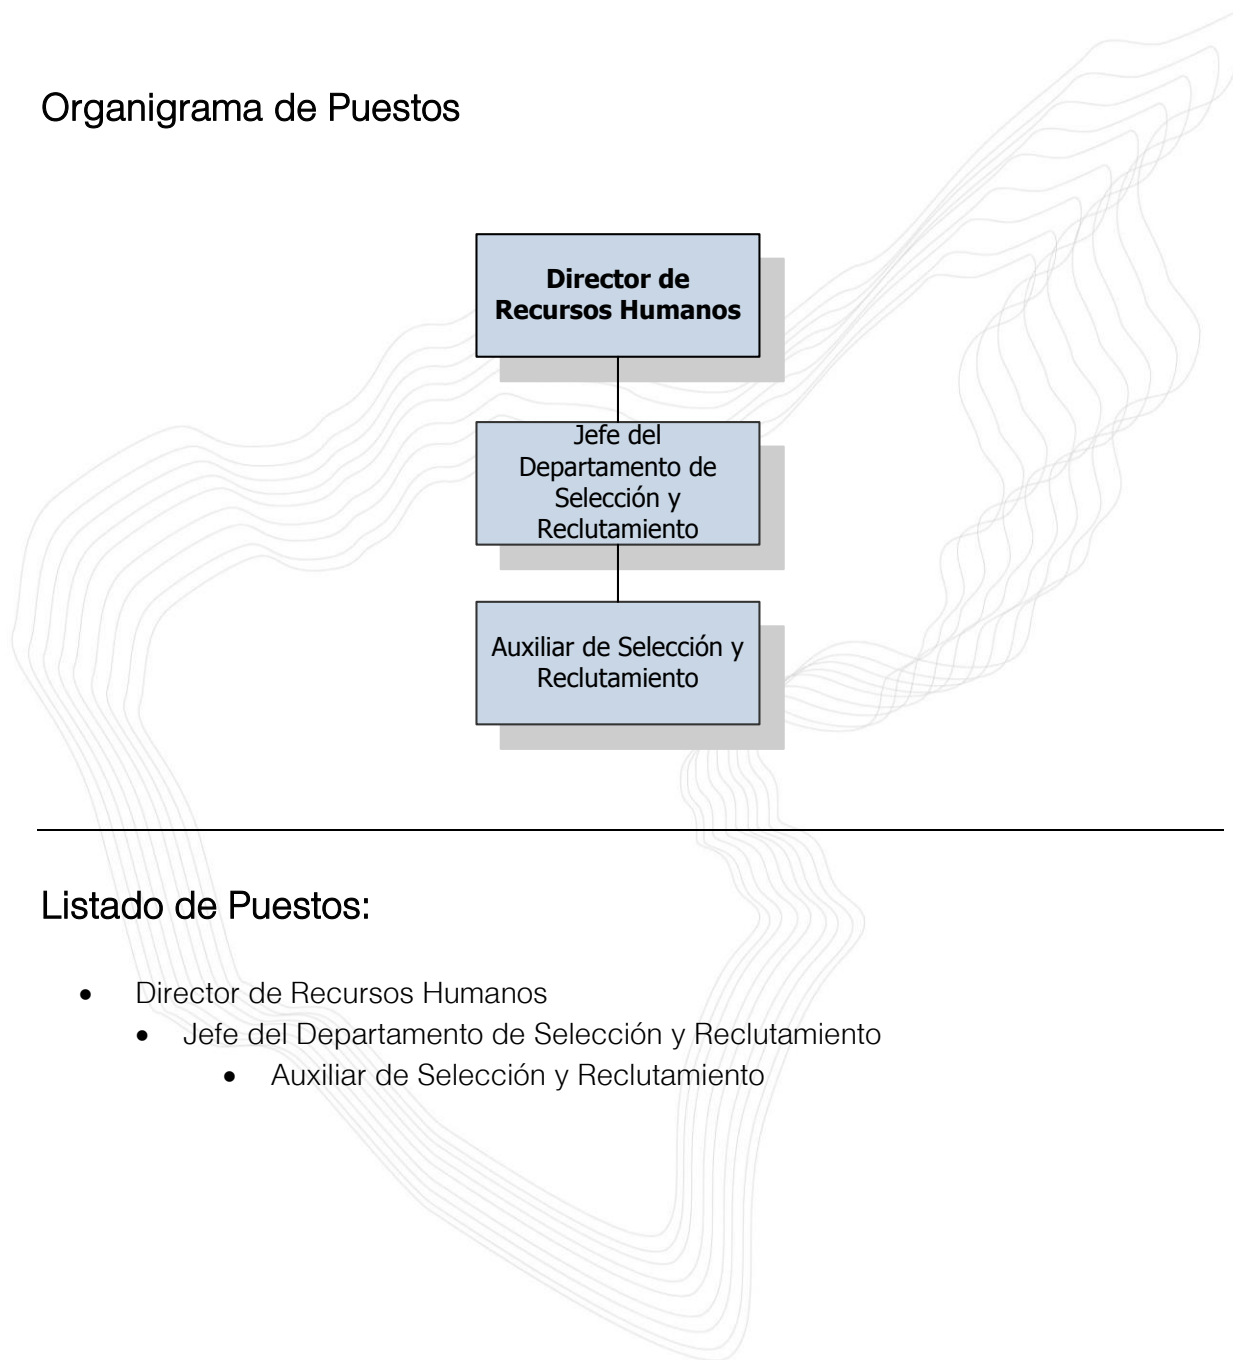 Organigrama de Puestos
Director de
Recursos Humanos
Jefe del
Departamento de
Selección y
Reclutamiento
Auxiliar de Selección y
Reclutamiento
Listado de Puestos:
• Director de Recursos Humanos
• Jefe del Departamento de Selección y Reclutamiento
• Auxiliar de Selección y Reclutamiento